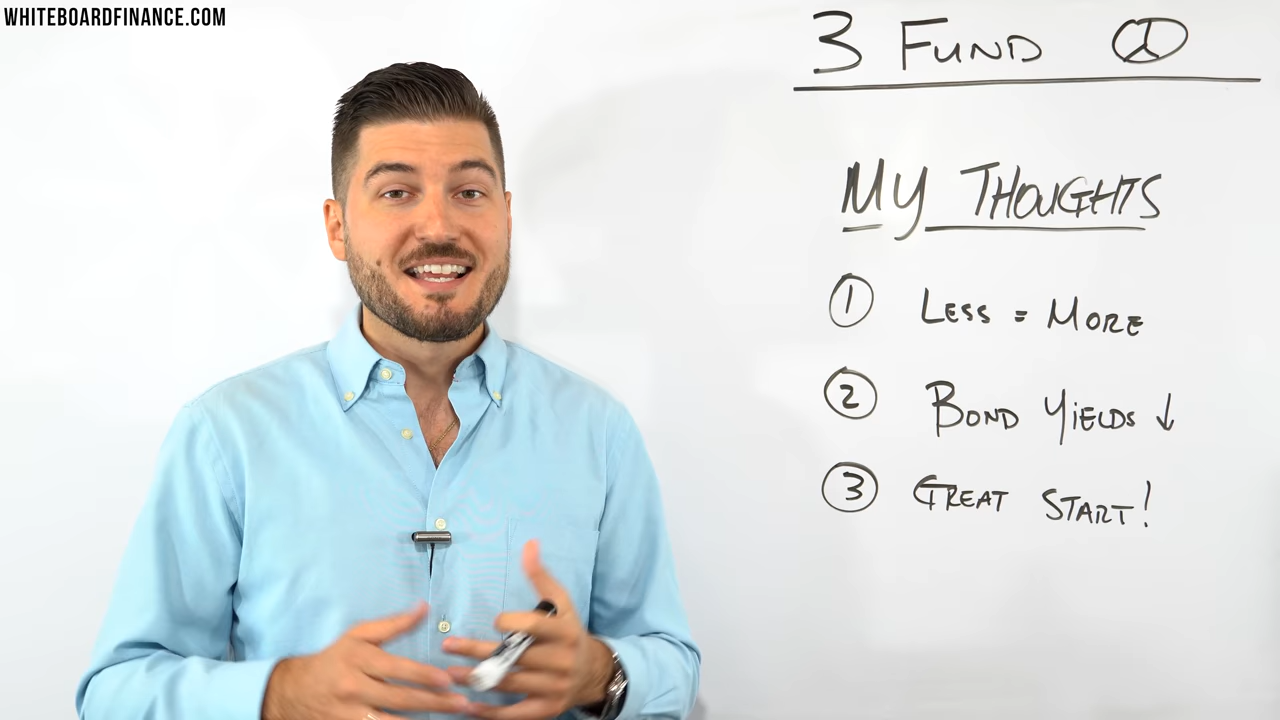 WHITEBOARDFINANCE.COM
3 FUND
MY THOUGHTS
1 LESS = MORE
2 BOND YIELDS ↓
3 GREAT START!